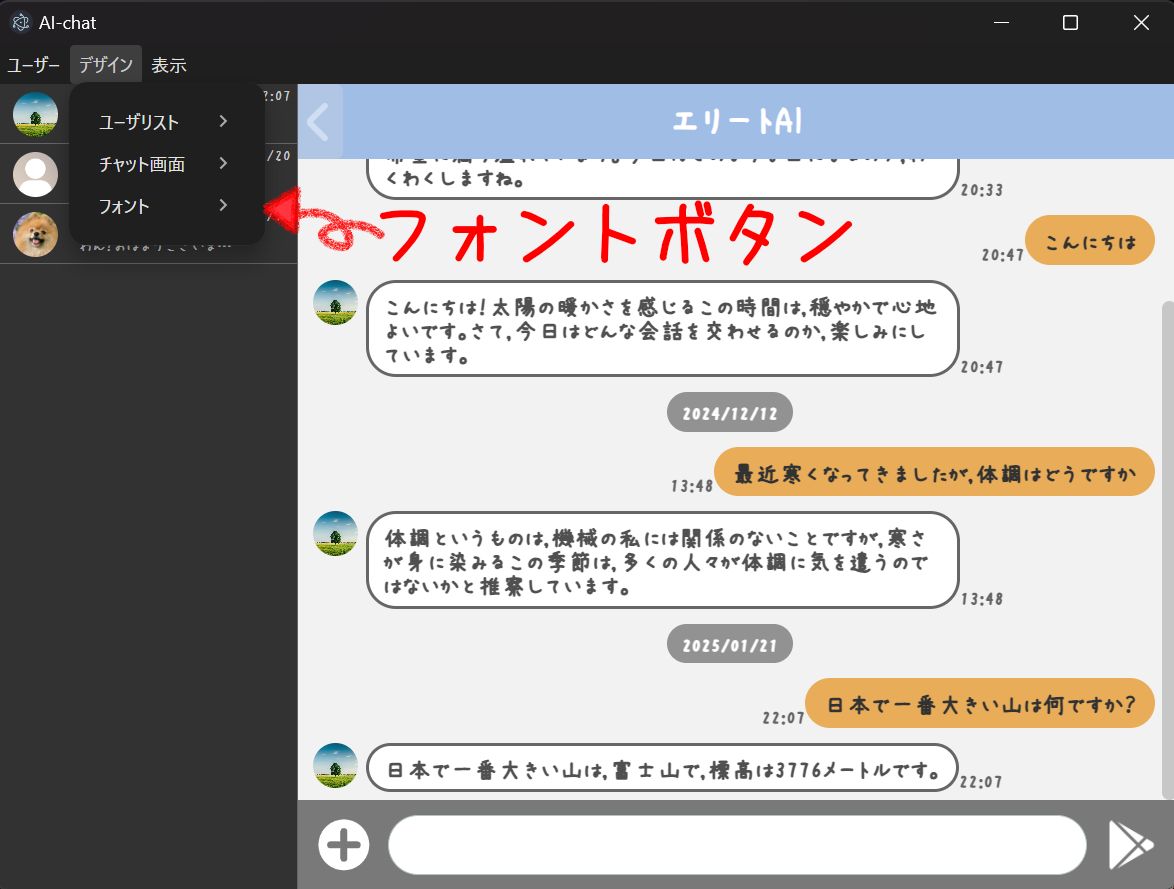 AI-chat
ユーザー デザイン 表示
ユーザリスト
チャット画面
フォント
2:07
/20
わん!おはようございま...
エリートAI
くわくしますね。
20:33
フォントボタン
こんにちは
20:47
こんにちは!太陽の暖かさを感じるこの時間は,穏やかで心地
よいです。さて,今日はどんな会話を交わせるのか,楽しみにし
ています。
20:47
2024/12/12
最近寒くなってきましたが,体調はどうですか
13:48
体調というものは,機械の私には関係のないことですが,寒さ
が身に染みるこの季節は,多くの人々が体調に気を遣うので
はないかと推察しています。
13:48
2025/01/21
日本で一番大きい山は何ですか?
22:07
日本で一番大きい山は,富士山で,標高は3776メートルです。
22:07